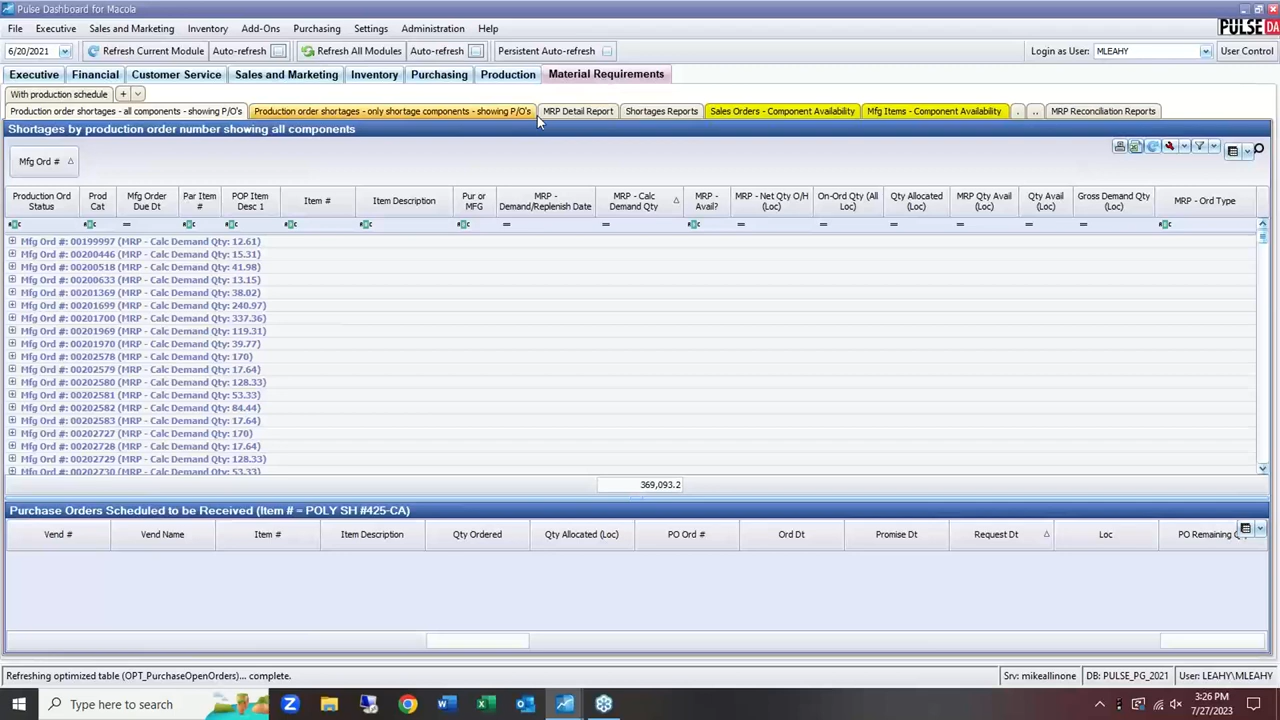 Pulse Dashboard for Macola
File Executive Sales and Marketing Inventory Add-Ons Purchasing Settings Administration Help
PULSE DA
6/20/2021 Refresh Current Module Auto-refresh Refresh All Modules Auto-refresh Persistent Auto-refresh Login as User: MLEAHY User Control
Executive Financial Customer Service Sales and Marketing Inventory Purchasing Production Material Requirements
With production schedule +
Production order shortages - all components - showing P/O's Production order shortages - only shortage components - showing P/O's MRP Detail Report Shortages Reports Sales Orders - Component Availability Mfg Items - Component Availability . .. MRP Reconciliation Reports
Shortages by production order number showing all components
Mfg Ord #
Production Ord Status Prod Cat Mfg Order Due Dt Par Item # POP Item Desc 1 Item # Item Description Pur or MFG MRP - Demand/Replenish Date MRP - Calc Demand Qty MRP - Avail? MRP - Net Qty O/H (Loc) On-Ord Qty (All Loc) Qty Allocated (Loc) MRP Qty Avail (Loc) Qty Avail (Loc) Gross Demand Qty (Loc) MRP - Ord Type
= = = = = = = = =
Mfg Ord #: 00199997 (MRP - Calc Demand Qty: 12.61)
Mfg Ord #: 00200446 (MRP - Calc Demand Qty: 15.31)
Mfg Ord #: 00200518 (MRP - Calc Demand Qty: 41.98)
Mfg Ord #: 00200633 (MRP - Calc Demand Qty: 13.15)
Mfg Ord #: 00201369 (MRP - Calc Demand Qty: 38.02)
Mfg Ord #: 00201699 (MRP - Calc Demand Qty: 240.97)
Mfg Ord #: 00201700 (MRP - Calc Demand Qty: 337.36)
Mfg Ord #: 00201969 (MRP - Calc Demand Qty: 119.31)
Mfg Ord #: 00201970 (MRP - Calc Demand Qty: 39.77)
Mfg Ord #: 00202578 (MRP - Calc Demand Qty: 170)
Mfg Ord #: 00202579 (MRP - Calc Demand Qty: 17.64)
Mfg Ord #: 00202580 (MRP - Calc Demand Qty: 128.33)
Mfg Ord #: 00202581 (MRP - Calc Demand Qty: 53.33)
Mfg Ord #: 00202582 (MRP - Calc Demand Qty: 84.44)
Mfg Ord #: 00202583 (MRP - Calc Demand Qty: 17.64)
Mfg Ord #: 00202727 (MRP - Calc Demand Qty: 170)
Mfg Ord #: 00202728 (MRP - Calc Demand Qty: 17.64)
Mfg Ord #: 00202729 (MRP - Calc Demand Qty: 128.33)
Mfg Ord #: 00202730 (MRP - Calc Demand Qty: 53.33)
369,093.2
Purchase Orders Scheduled to be Received (Item # = POLY SH #425-CA)
Vend # Vend Name Item # Item Description Qty Ordered Qty Allocated (Loc) PO Ord # Ord Dt Promise Dt Request Dt Loc PO Remaining
Refreshing optimized table (OPT_PurchaseOpenOrders)... complete. Srv: mikeallinone DB: PULSE_PG_2021 User: LEAHY\MLEAHY
Type here to search
3:26 PM
7/27/2023